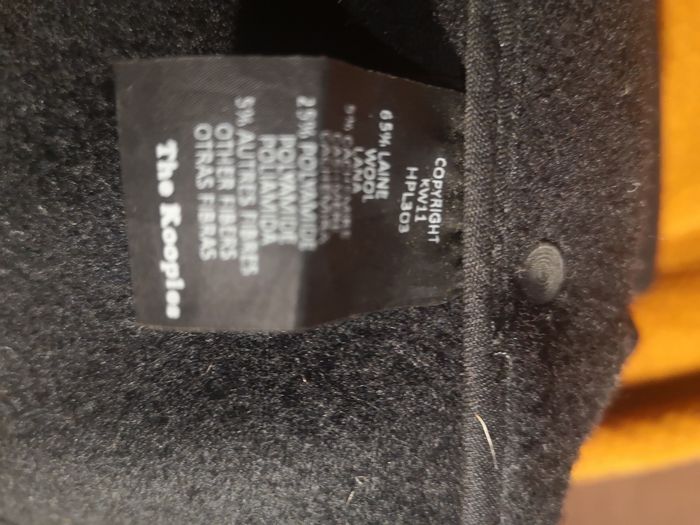 COPYRIGHT
KW11
HPL303
65% LAINE
WOOL
LANA
5%
25% POLYAMIDE
POLYAMIDE
POLIAMIDA
5% AUTRES FIBRES
OTHER FIBERS
OTRAS FIBRAS
The Kooples